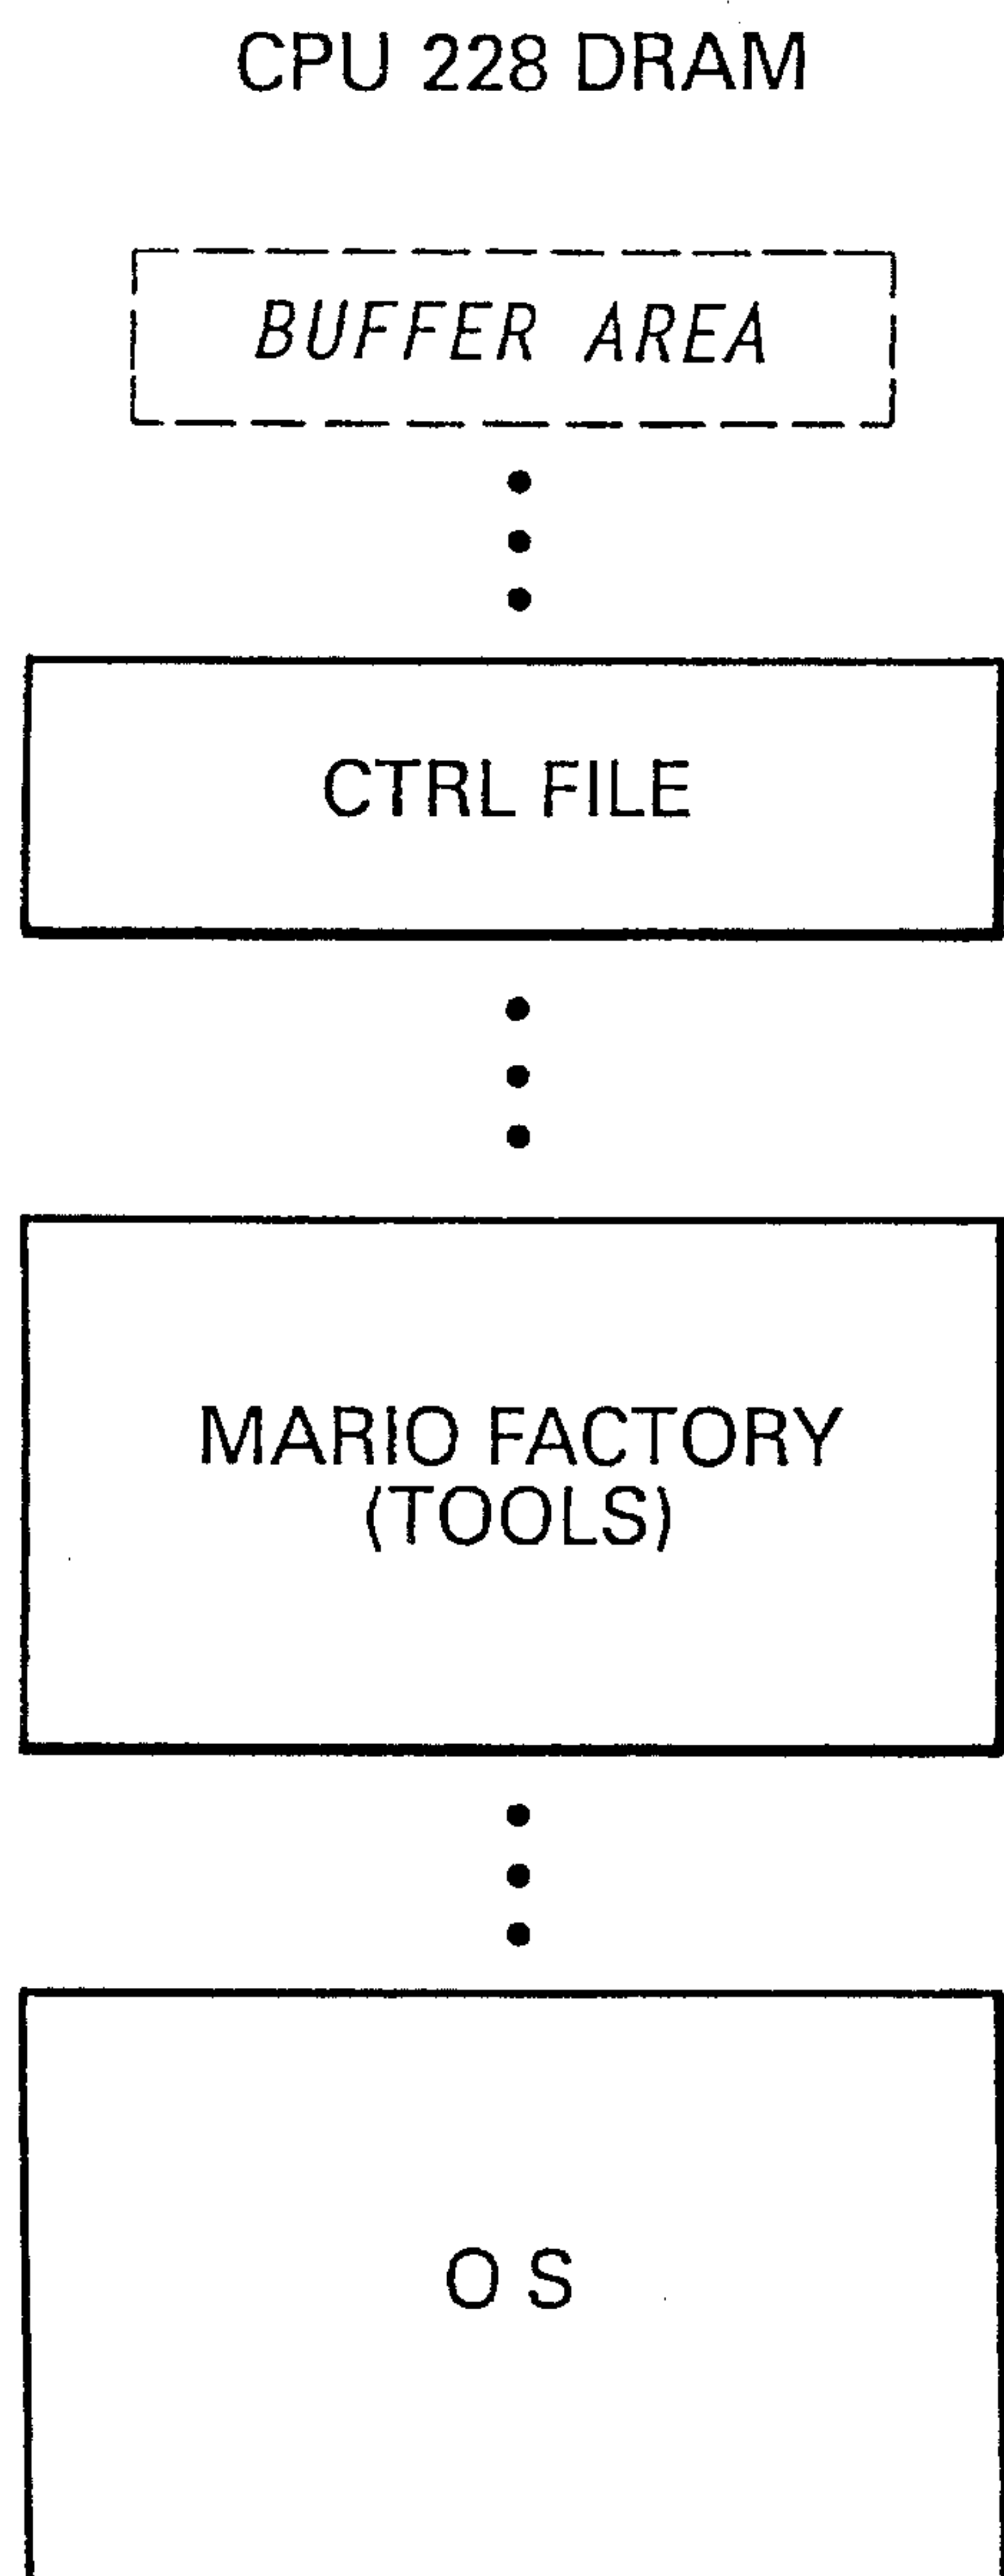 CPU 228 DRAM
BUFFER AREA
CTRL FILE
MARIO FACTORY
(TOOLS)
O S